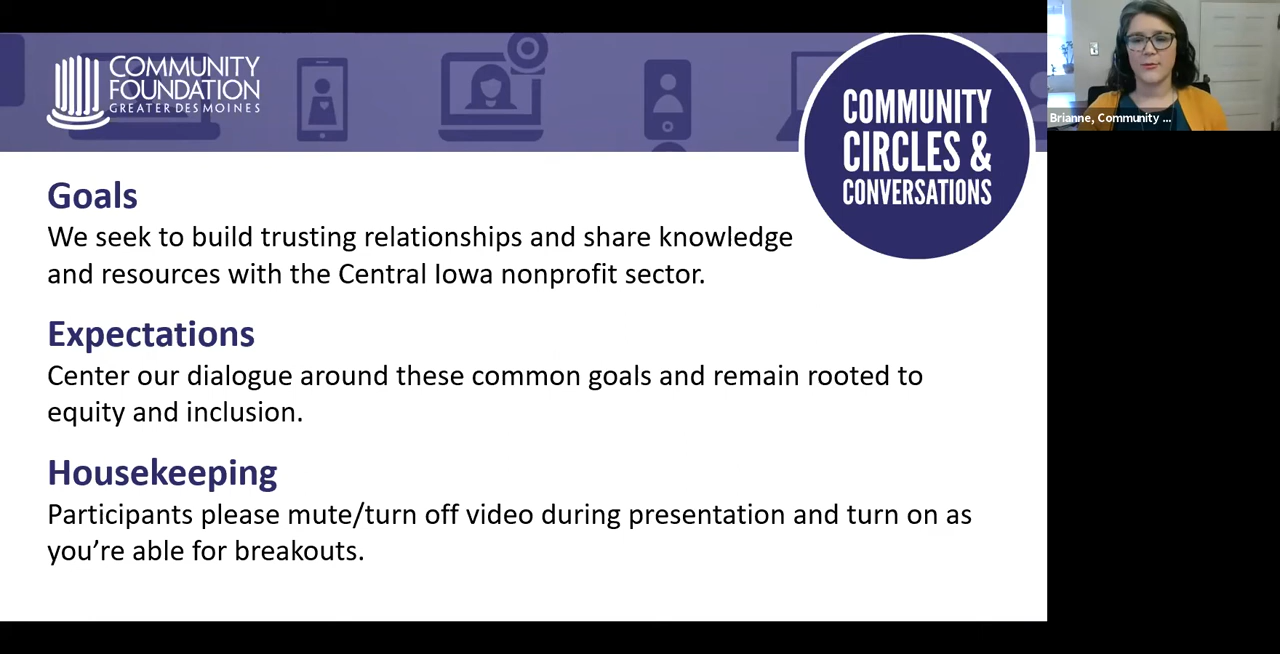 COMMUNITY
FOUNDATION
GREATER DES MOINES
COMMUNITY
CIRCLES &
CONVERSATIONS
Brianne, Community ...
Goals
We seek to build trusting relationships and share knowledge
and resources with the Central Iowa nonprofit sector.
Expectations
Center our dialogue around these common goals and remain rooted to
equity and inclusion.
Housekeeping
Participants please mute/turn off video during presentation and turn on as
you’re able for breakouts.